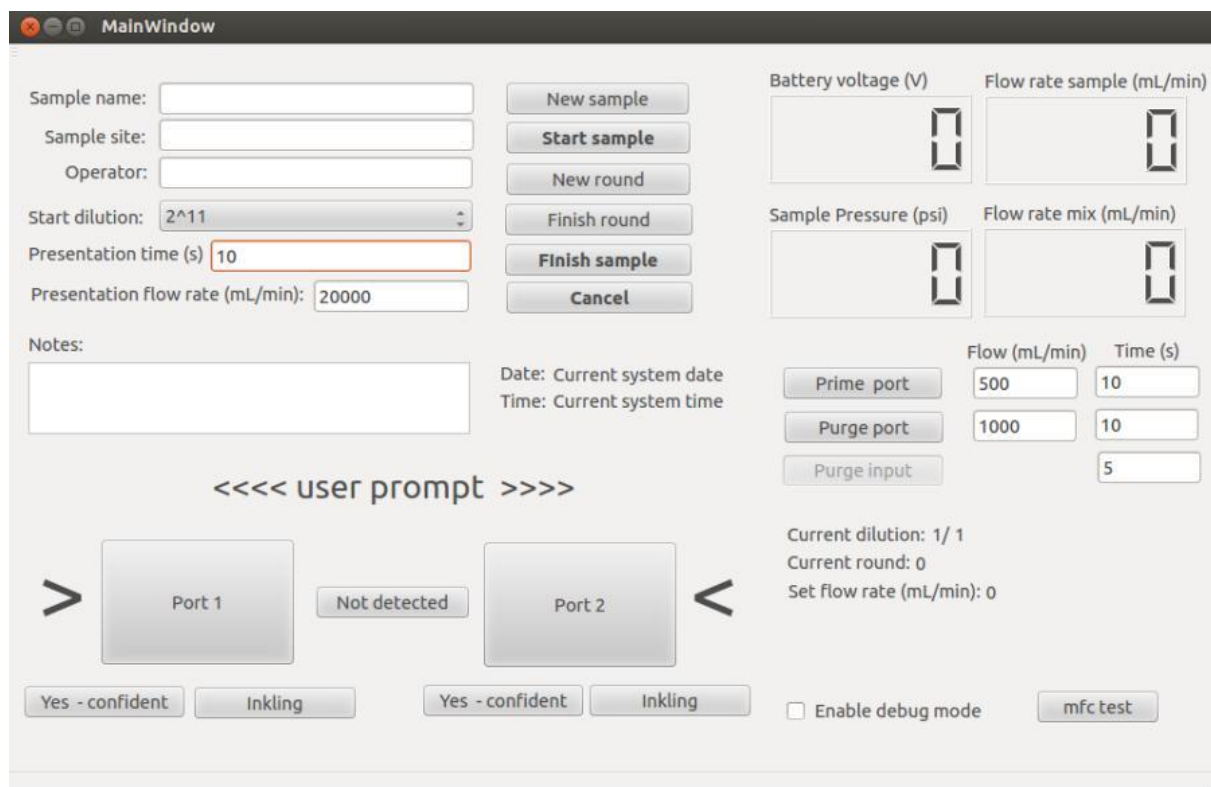 MainWindow
Sample name:
Sample site:
Operator:
Start dilution: 2^11
Presentation time (s) 10
Presentation flow rate (mL/min): 20000
Notes:
New sample
Start sample
New round
Finish round
FInish sample
Cancel
Date: Current system date
Time: Current system time
Battery voltage (V)
0
Flow rate sample (mL/min)
0
Sample Pressure (psi)
0
Flow rate mix (mL/min)
0
Flow (mL/min) Time (s)
Prime port 500 10
Purge port 1000 10
Purge input 5
<<<< user prompt >>>>
> Port 1 Not detected Port 2 <
Yes - confident Inkling Yes - confident Inkling
Current dilution: 1/ 1
Current round: 0
Set flow rate (mL/min): 0
Enable debug mode mfc test